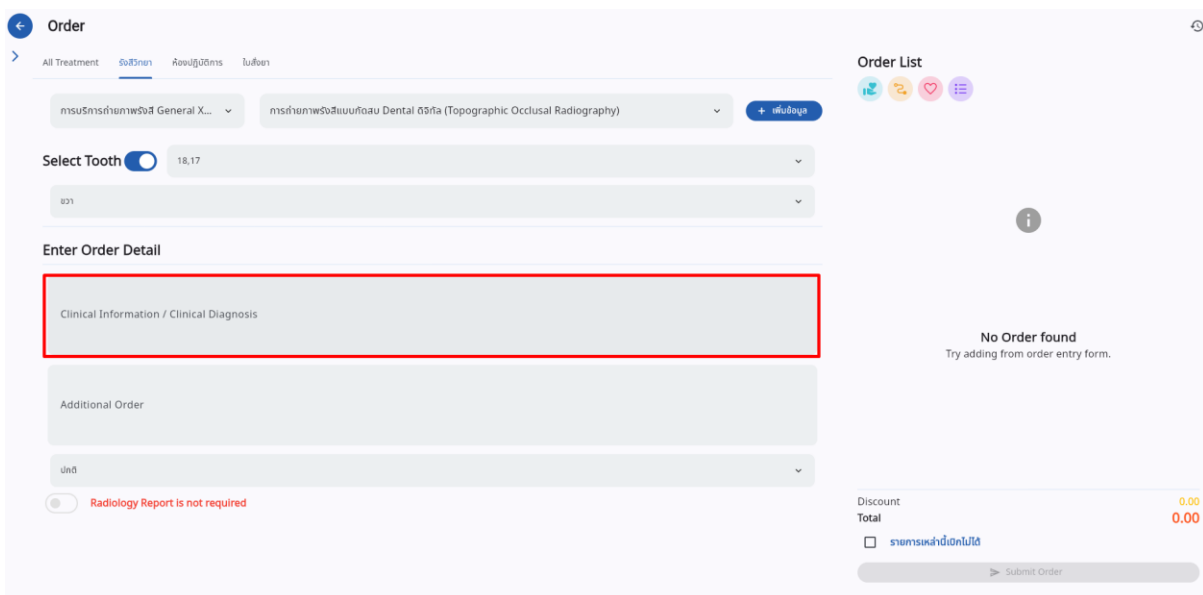 Order
All Treatment รังสีวิทยา ห้องปฏิบัติการ ใบสั่งยา
การบริการถ่ายภาพรังสี General X... การถ่ายภาพรังสีแบบกัดสบ Dental ดิจิทัล (Topographic Occlusal Radiography) + เพิ่มข้อมูล
Select Tooth 18,17
ขวา
Enter Order Detail
Clinical Information / Clinical Diagnosis
Additional Order
ปกติ
Radiology Report is not required
Order List
No Order found
Try adding from order entry form.
Discount 0.00
Total 0.00
รายการเหล่านี้เบิกไม่ได้
Submit Order